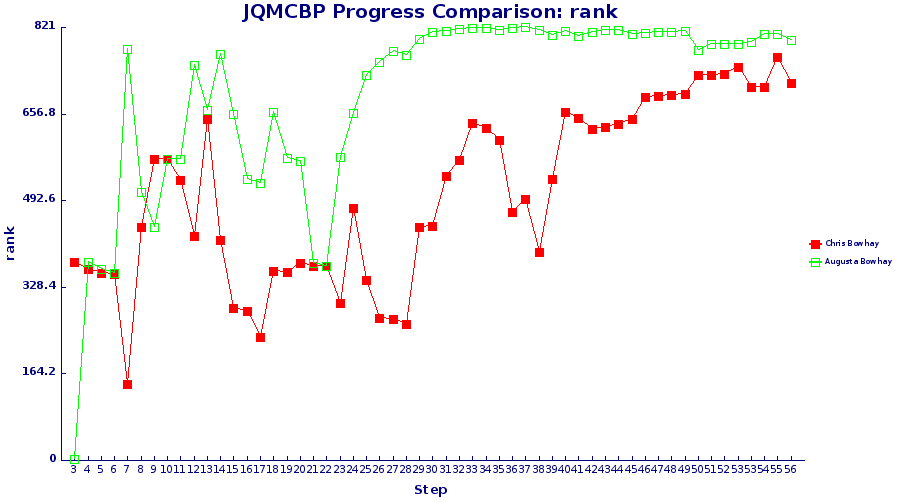 JQMCBP Progress Comparison: rank
821
656.8
492.6
328.4
164.2
0
rank
3 4 5 6 7 8 9 10 11 12 13 14 15 16 17 18 19 20 21 22 23 24 25 26 27 28 29 30 31 32 33 34 35 36 37 38 39 40 41 42 43 44 45 46 47 48 49 50 51 52 53 53 54 55 56
Step
Chris Bowhay
Augusta Bowhay